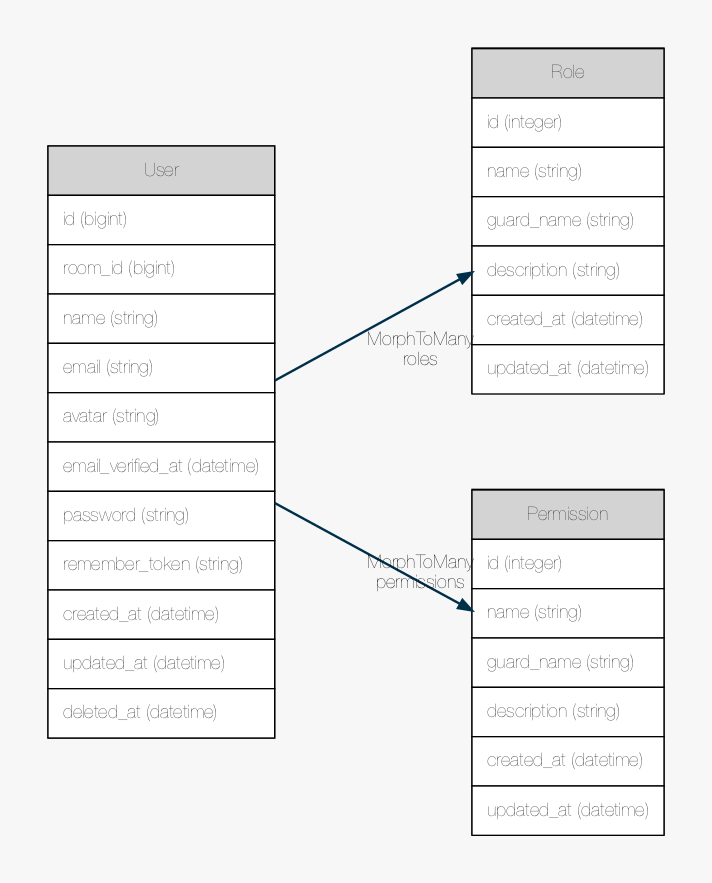 User
id (bigint)
room_id (bigint)
name (string)
email (string)
avatar (string)
email_verified_at (datetime)
password (string)
remember_token (string)
created_at (datetime)
updated_at (datetime)
deleted_at (datetime)
MorphToMany
roles
MorphToMany
permissions
Role
id (integer)
name (string)
guard_name (string)
description (string)
created_at (datetime)
updated_at (datetime)
Permission
id (integer)
name (string)
guard_name (string)
description (string)
created_at (datetime)
updated_at (datetime)